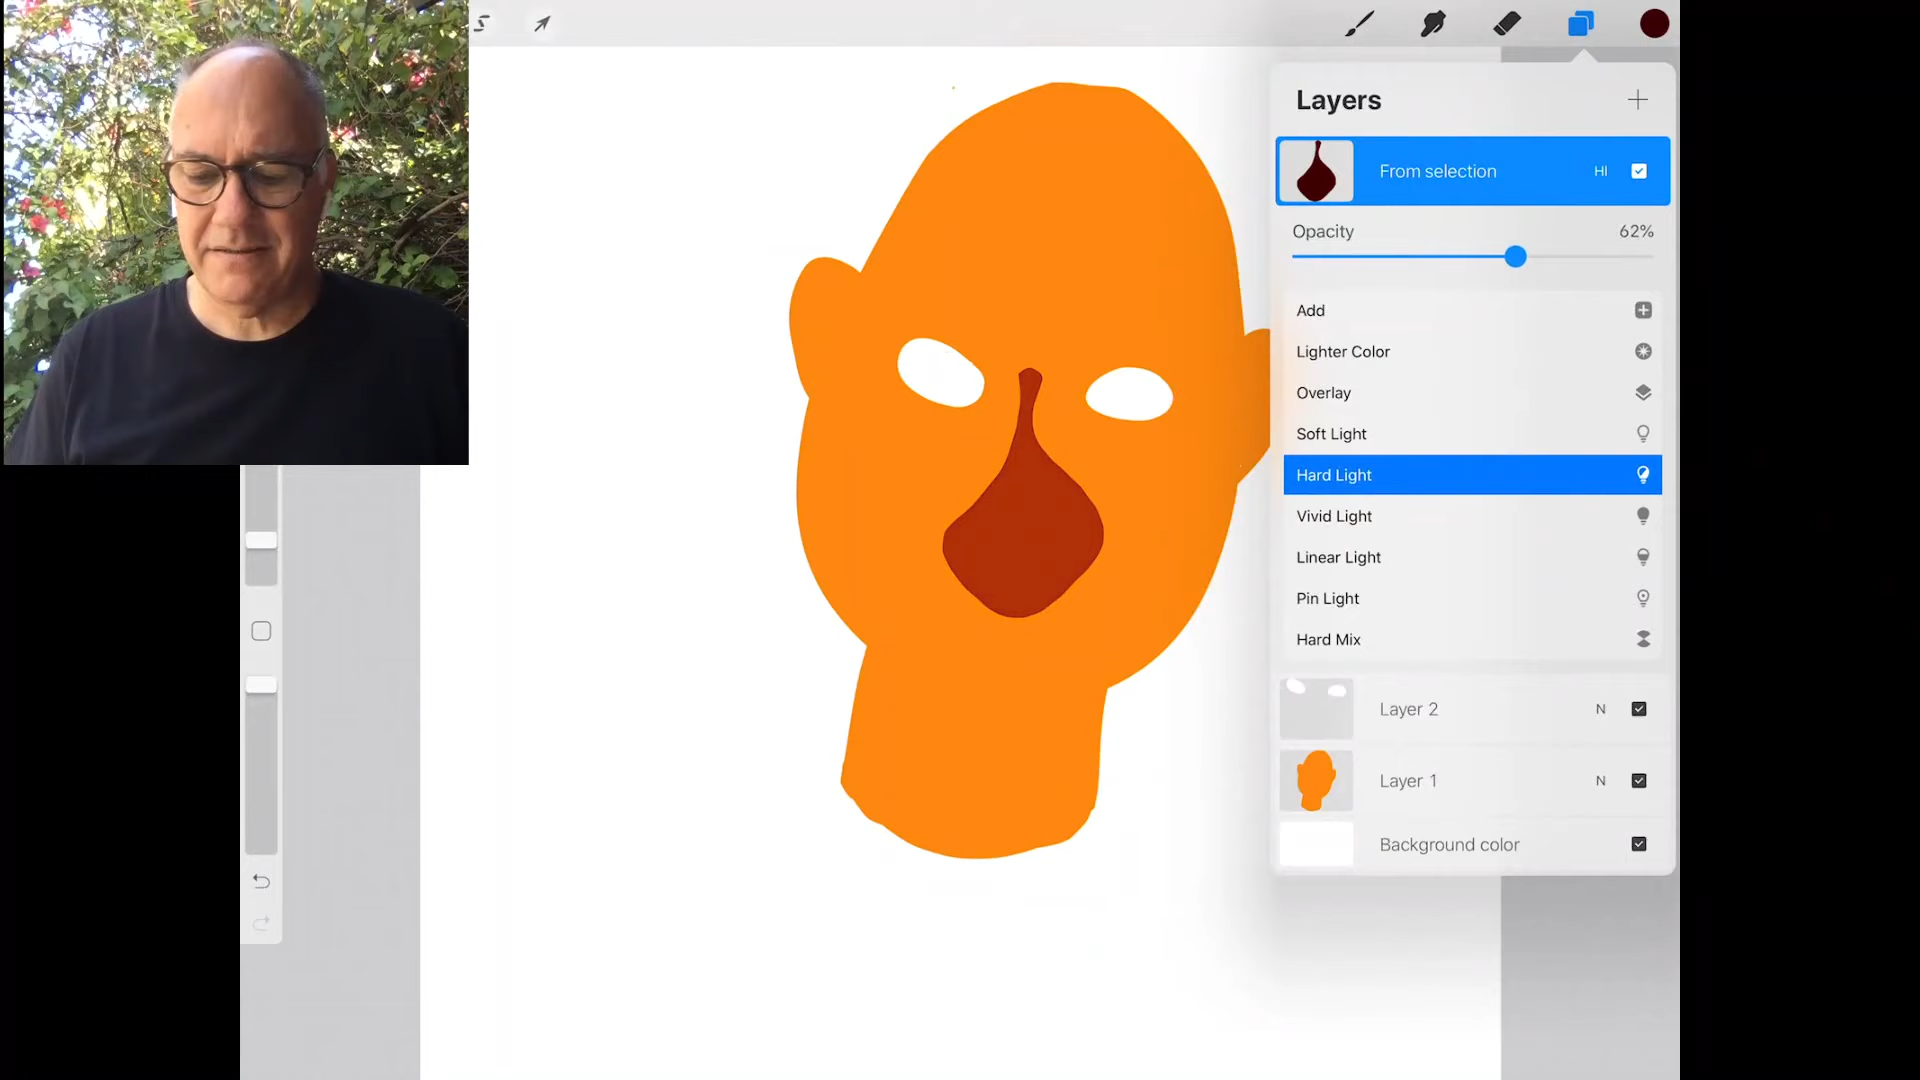 Layers
From selection HI
Opacity 62%
Add
Lighter Color
Overlay
Soft Light
Hard Light
Vivid Light
Linear Light
Pin Light
Hard Mix
Layer 2 N
Layer 1 N
Background color